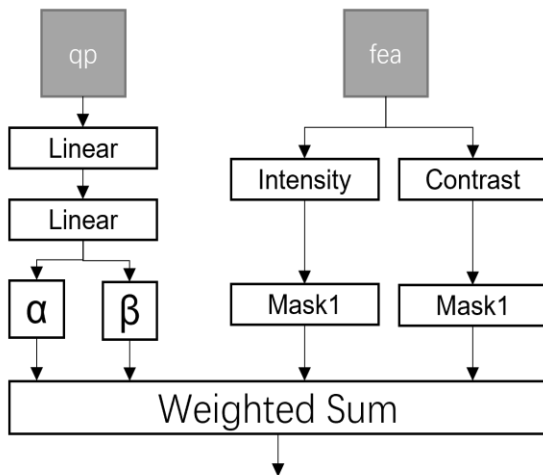 qp
fea
Linear
Intensity
Contrast
Linear
α
β
Mask1
Mask1
Weighted Sum